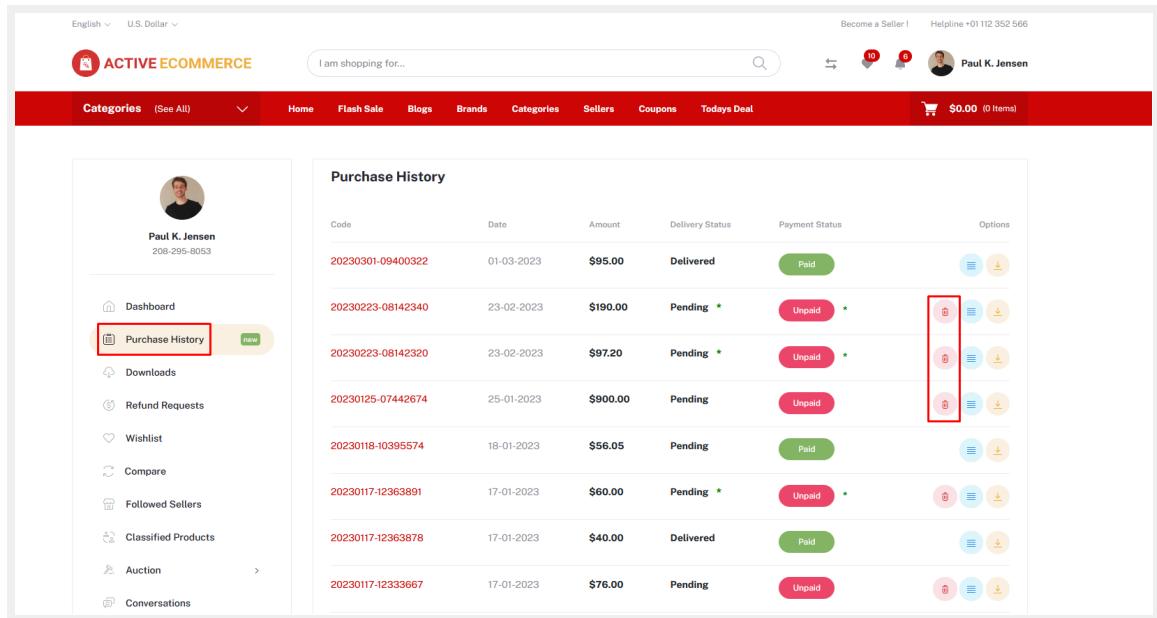 English U.S. Dollar Become a Seller ! Helpline +01 112 352 566
ACTIVE ECOMMERCE I am shopping for... 10 6 Paul K. Jensen
Categories (See All) Home Flash Sale Blogs Brands Categories Sellers Coupons Todays Deal $0.00 (0 Items)
Paul K. Jensen
208-295-8053
Dashboard
Purchase History new
Downloads
Refund Requests
Wishlist
Compare
Followed Sellers
Classified Products
Auction
Conversations
Purchase History
Code Date Amount Delivery Status Payment Status Options
20230301-09400322 01-03-2023 $95.00 Delivered Paid
20230223-08142340 23-02-2023 $190.00 Pending * Unpaid *
20230223-08142320 23-02-2023 $97.20 Pending * Unpaid *
20230125-07442674 25-01-2023 $900.00 Pending Unpaid
20230118-10395574 18-01-2023 $56.05 Pending Paid
20230117-12363891 17-01-2023 $60.00 Pending * Unpaid *
20230117-12363878 17-01-2023 $40.00 Delivered Paid
20230117-12333667 17-01-2023 $76.00 Pending Unpaid